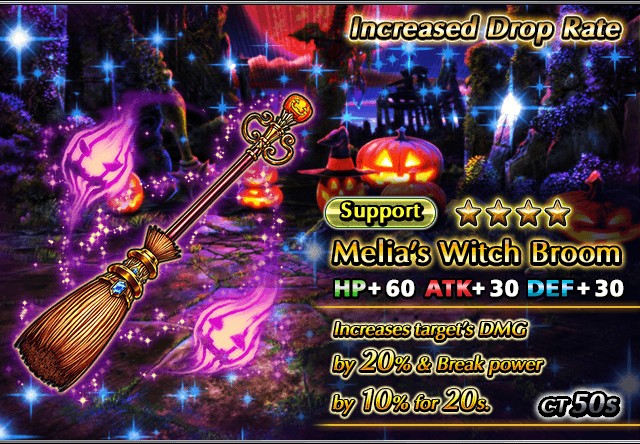 Increased Drop Rate
Support
Melia's Witch Broom
HP+60 ATK+30 DEF+30
Increases target's DMG
by 20% & Break power
by 10% for 20s.
CT 50s